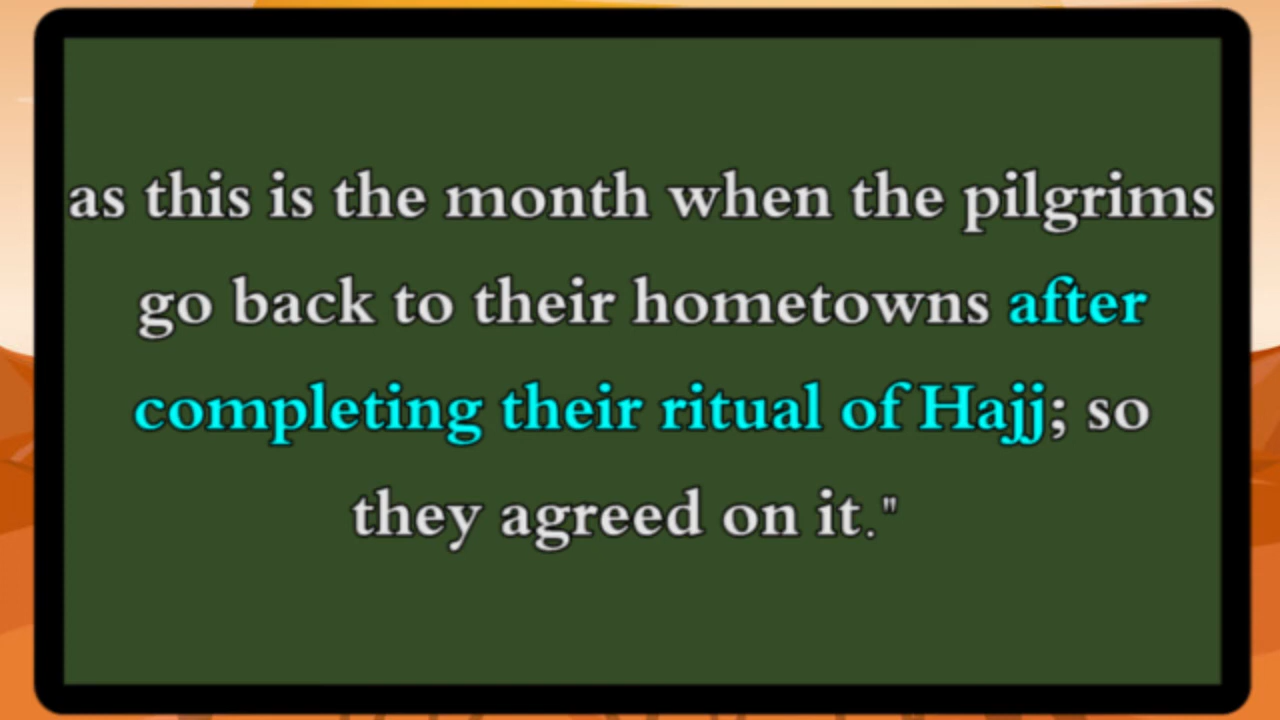 as this is the month when the pilgrims
go back to their hometowns after
completing their ritual of Hajj; so
they agreed on it."